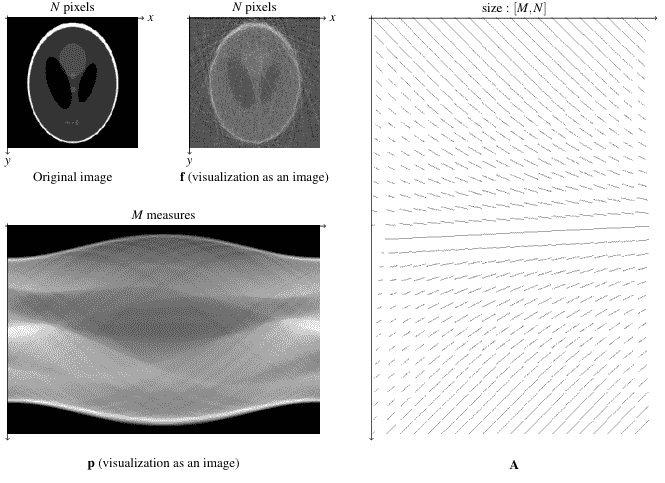 N pixels
x
y
Original image
N pixels
x
y
f (visualization as an image)
size : [M, N]
M measures
p (visualization as an image)
A